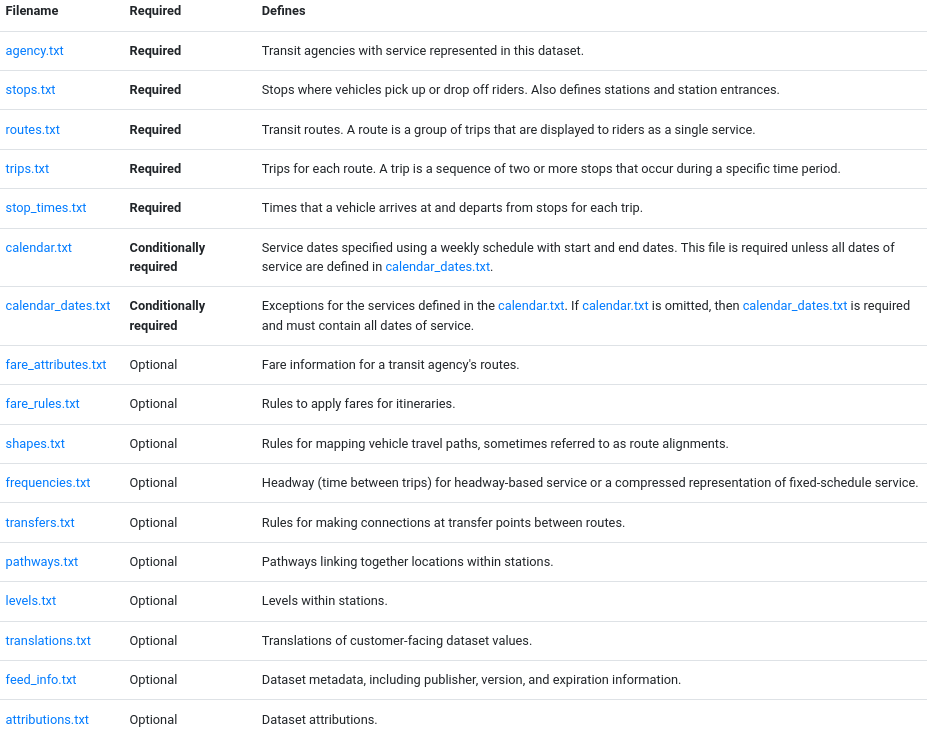 Filename Required Defines
agency.txt Required Transit agencies with service represented in this dataset.
stops.txt Required Stops where vehicles pick up or drop off riders. Also defines stations and station entrances.
routes.txt Required Transit routes. A route is a group of trips that are displayed to riders as a single service.
trips.txt Required Trips for each route. A trip is a sequence of two or more stops that occur during a specific time period.
stop_times.txt Required Times that a vehicle arrives at and departs from stops for each trip.
calendar.txt Conditionally Service dates specified using a weekly schedule with start and end dates. This file is required unless all dates of
required service are defined in calendar_dates.txt.
calendar_dates.txt Conditionally Exceptions for the services defined in the calendar.txt. If calendar.txt is omitted, then calendar_dates.txt is required
required and must contain all dates of service.
fare_attributes.txt Optional Fare information for a transit agency's routes.
fare_rules.txt Optional Rules to apply fares for itineraries.
shapes.txt Optional Rules for mapping vehicle travel paths, sometimes referred to as route alignments.
frequencies.txt Optional Headway (time between trips) for headway-based service or a compressed representation of fixed-schedule service.
transfers.txt Optional Rules for making connections at transfer points between routes.
pathways.txt Optional Pathways linking together locations within stations.
levels.txt Optional Levels within stations.
translations.txt Optional Translations of customer-facing dataset values.
feed_info.txt Optional Dataset metadata, including publisher, version, and expiration information.
attributions.txt Optional Dataset attributions.